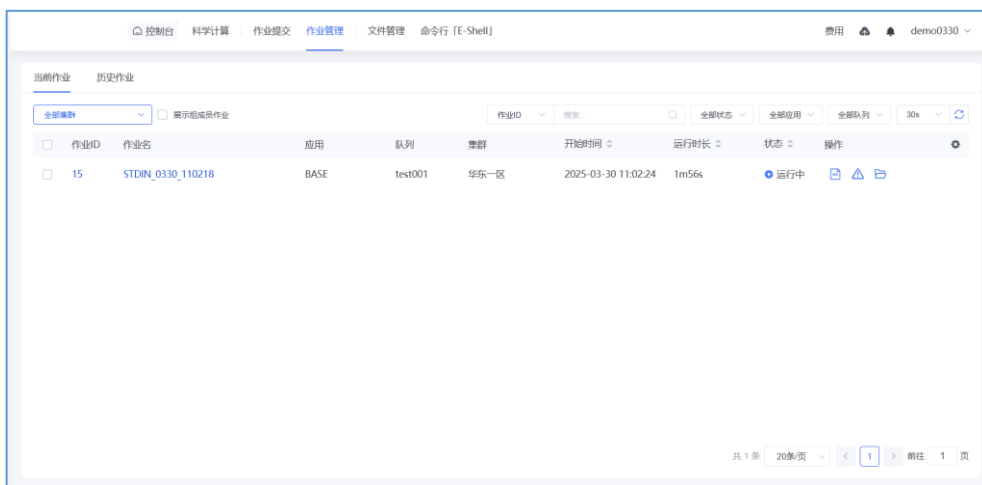 控制台 科学计算 作业提交 作业管理 文件管理 命令行「E-Shell」 费用 demo0330
当前作业 历史作业
全部集群 展示组成员作业 作业ID 搜索... 全部状态 全部应用 全部队列 30s
作业ID 作业名 应用 队列 集群 开始时间 运行时长 状态 操作
15 STDIN_0330_110218 BASE test001 华东一区 2025-03-30 11:02:24 1m56s 运行中
共 1 条 20条/页 1 前往 1 页